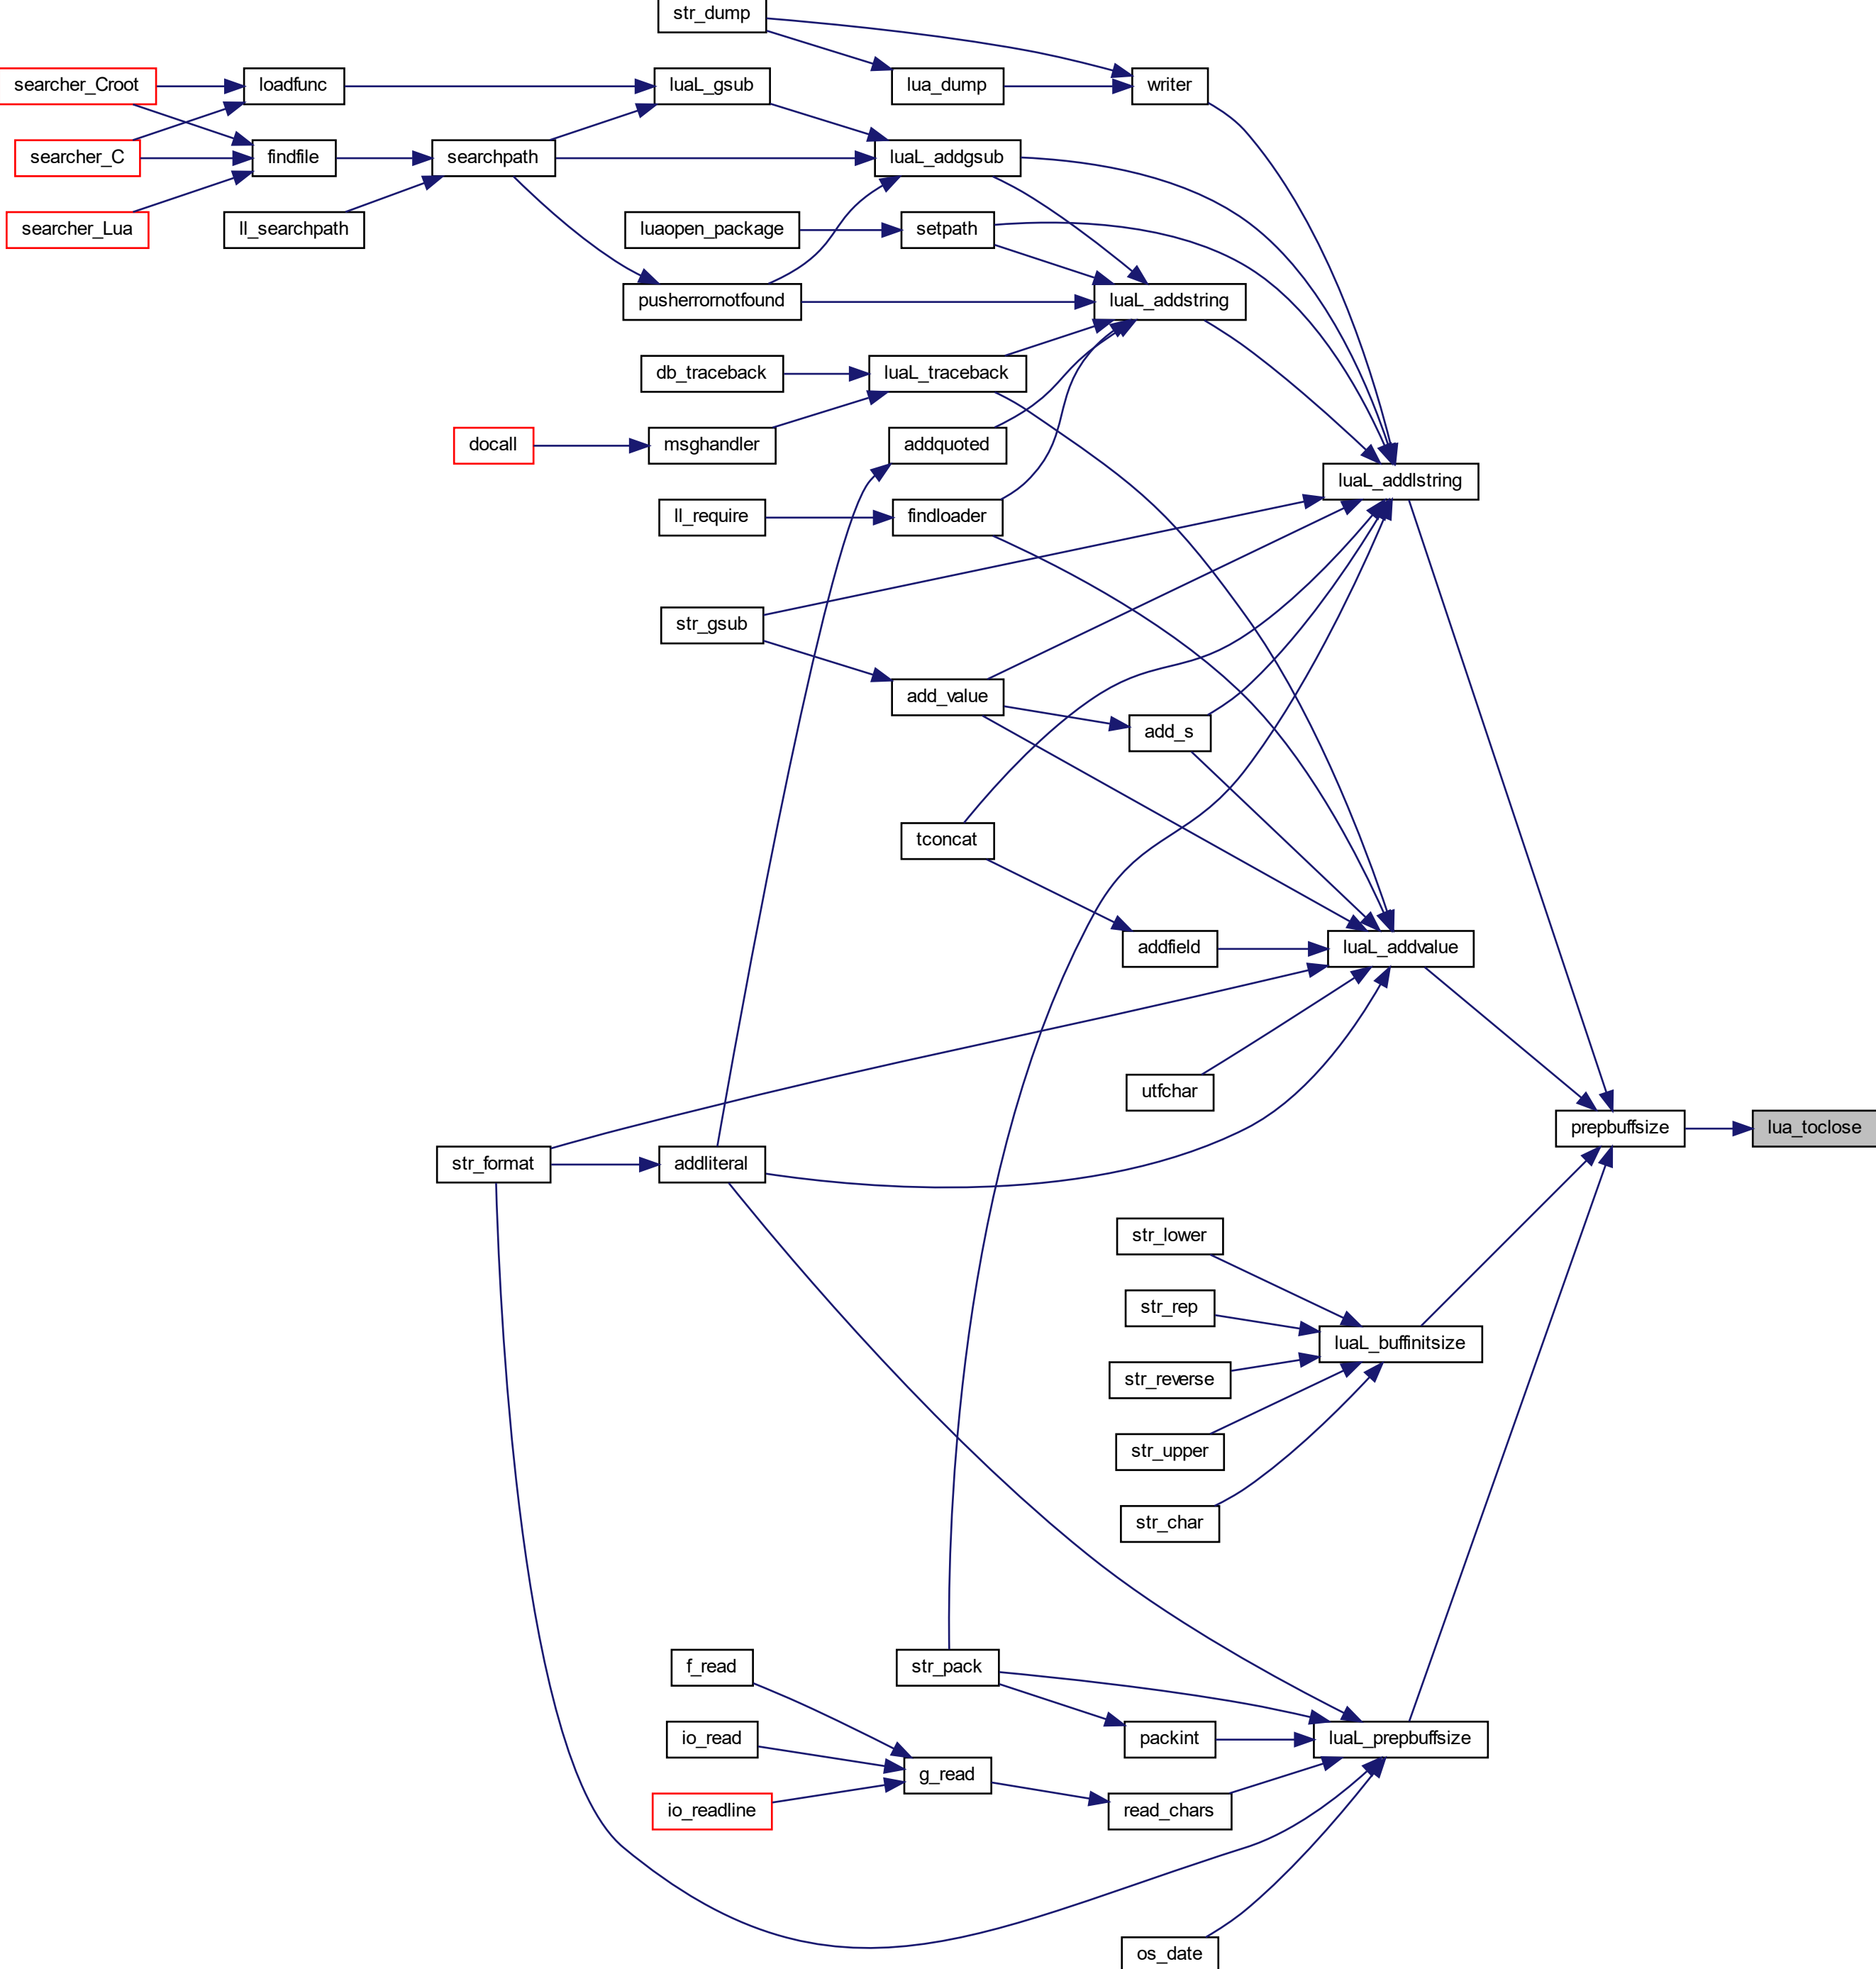 str_dump
searcher_Croot
loadfunc
luaL_gsub
lua_dump
writer
searcher_C
findfile
searchpath
luaL_addgsub
searcher_Lua
ll_searchpath
luaopen_package
setpath
pusherrornotfound
luaL_addstring
db_traceback
luaL_traceback
docall
msghandler
addquoted
luaL_addlstring
ll_require
findloader
str_gsub
add_value
add_s
tconcat
addfield
luaL_addvalue
utfchar
prepbuffsize
lua_toclose
str_format
addliteral
str_lower
str_rep
luaL_buffinitsize
str_reverse
str_upper
str_char
f_read
str_pack
io_read
packint
luaL_prepbuffsize
g_read
io_readline
read_chars
os_date